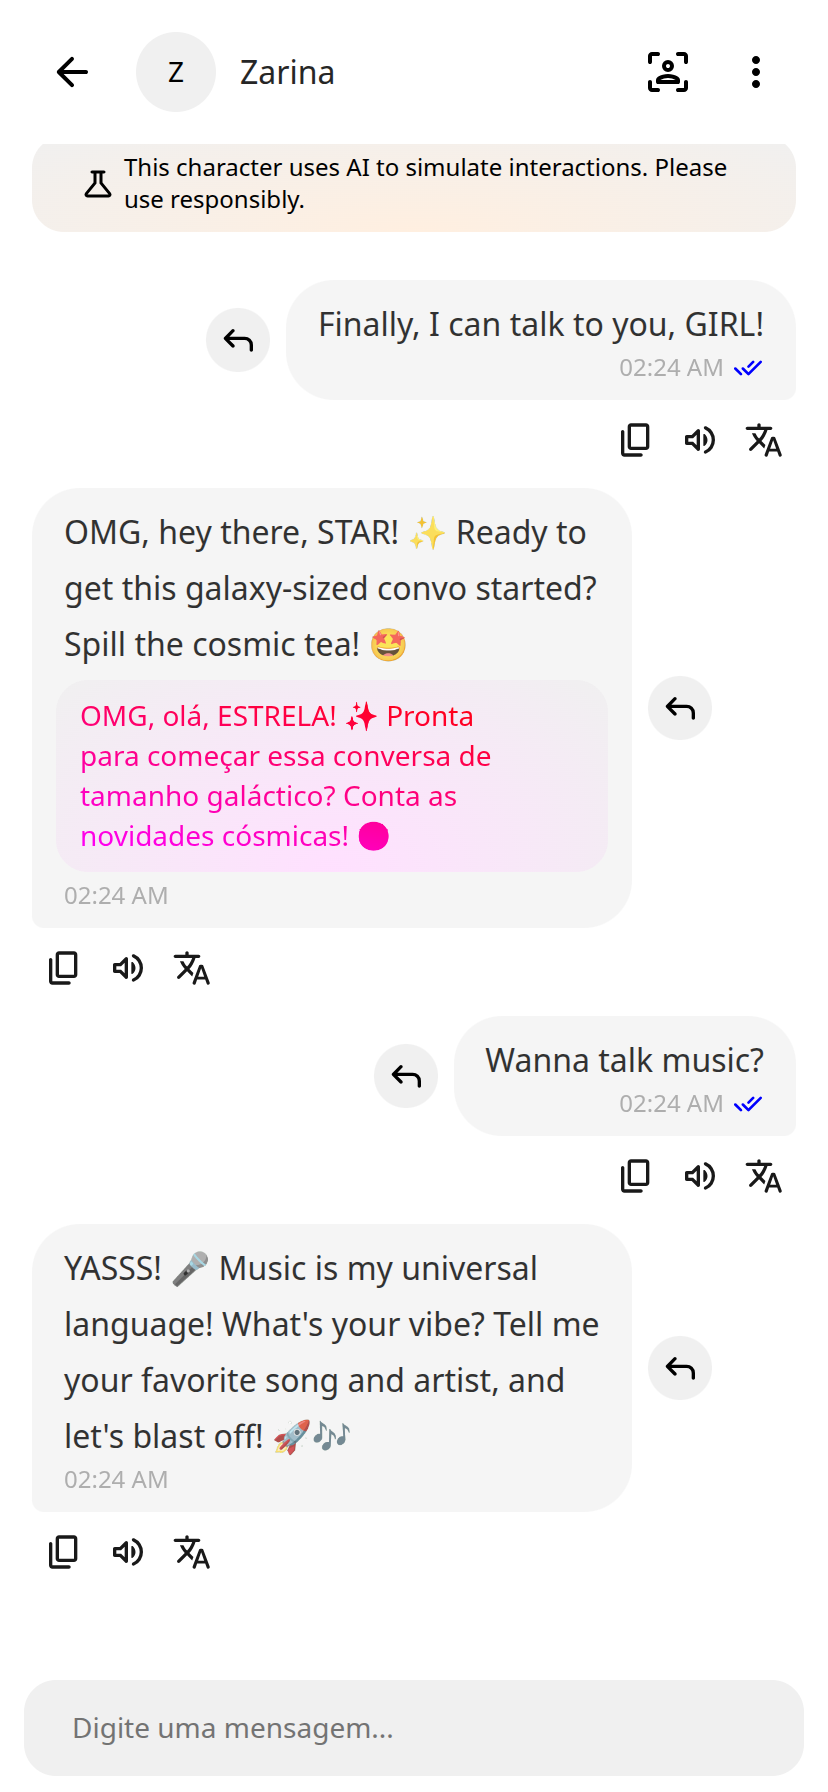 Z
Zarina
This character uses AI to simulate interactions. Please
use responsibly.
Finally, I can talk to you, GIRL!
02:24 AM
OMG, hey there, STAR! ✨ Ready to
get this galaxy-sized convo started?
Spill the cosmic tea! 🤩
OMG, olá, ESTRELA! ✨ Pronta
para começar essa conversa de
tamanho galáctico? Conta as
novidades cósmicas!
02:24 AM
Wanna talk music?
02:24 AM
YASSS! 🎤 Music is my universal
language! What's your vibe? Tell me
your favorite song and artist, and
let's blast off! 🚀🎶
02:24 AM
Digite uma mensagem...